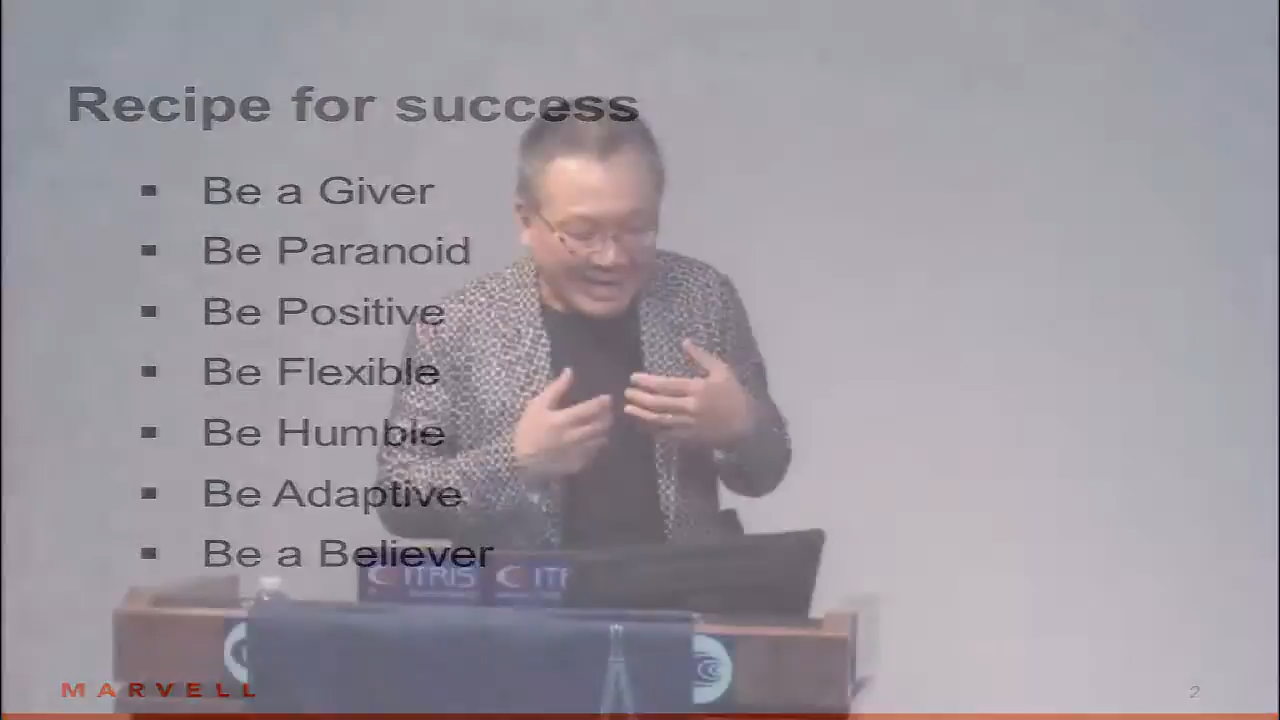 Recipe for success
▪ Be a Giver
▪ Be Paranoid
▪ Be Positive
▪ Be Flexible
▪ Be Humble
▪ Be Adaptive
▪ Be a Believer
CITRIS
MARVELL
2